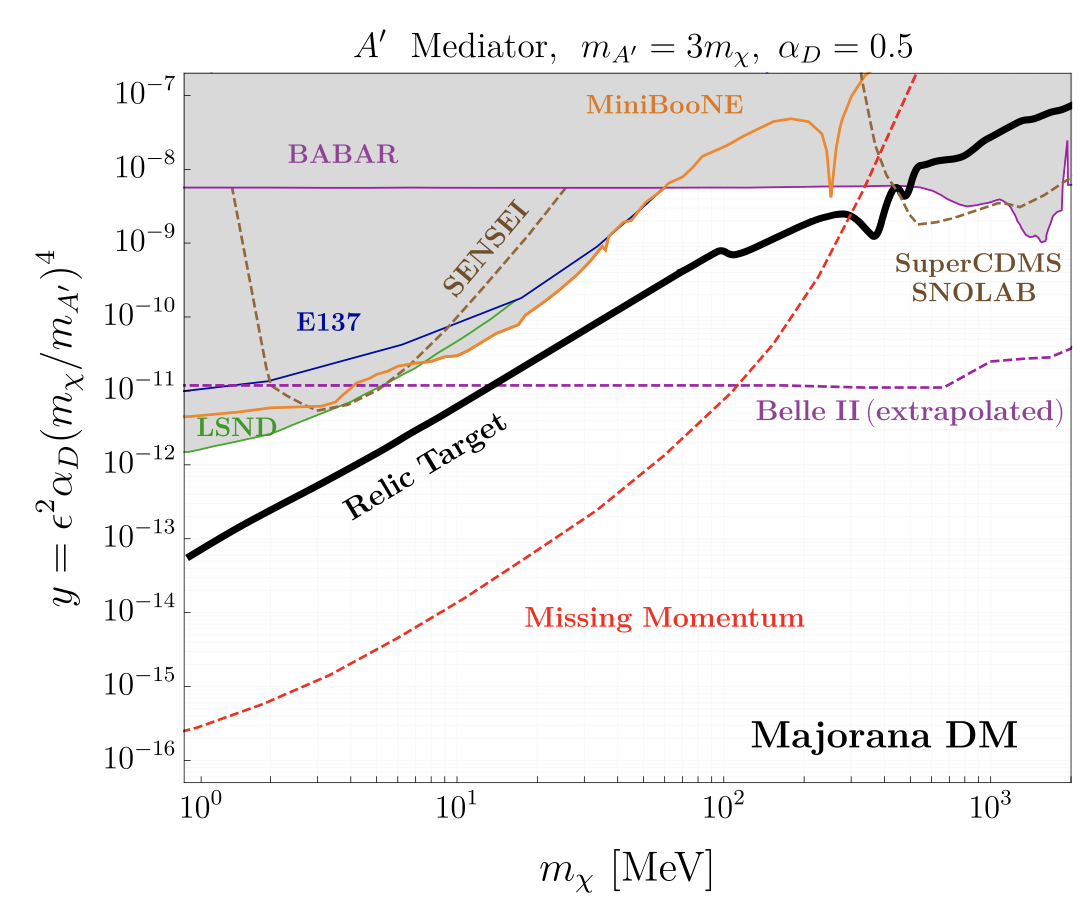 A′ Mediator, m_{A′} = 3m_χ, α_D = 0.5
y = ϵ²α_D(m_χ/m_{A′})⁴
10⁻⁷
10⁻⁸
10⁻⁹
10⁻¹⁰
10⁻¹¹
10⁻¹²
10⁻¹³
10⁻¹⁴
10⁻¹⁵
10⁻¹⁶
MiniBooNE
BABAR
SENSEI
SuperCDMS
SNOLAB
E137
Belle II (extrapolated)
LSND
Relic Target
Missing Momentum
Majorana DM
10⁰ 10¹ 10² 10³
m_χ [MeV]